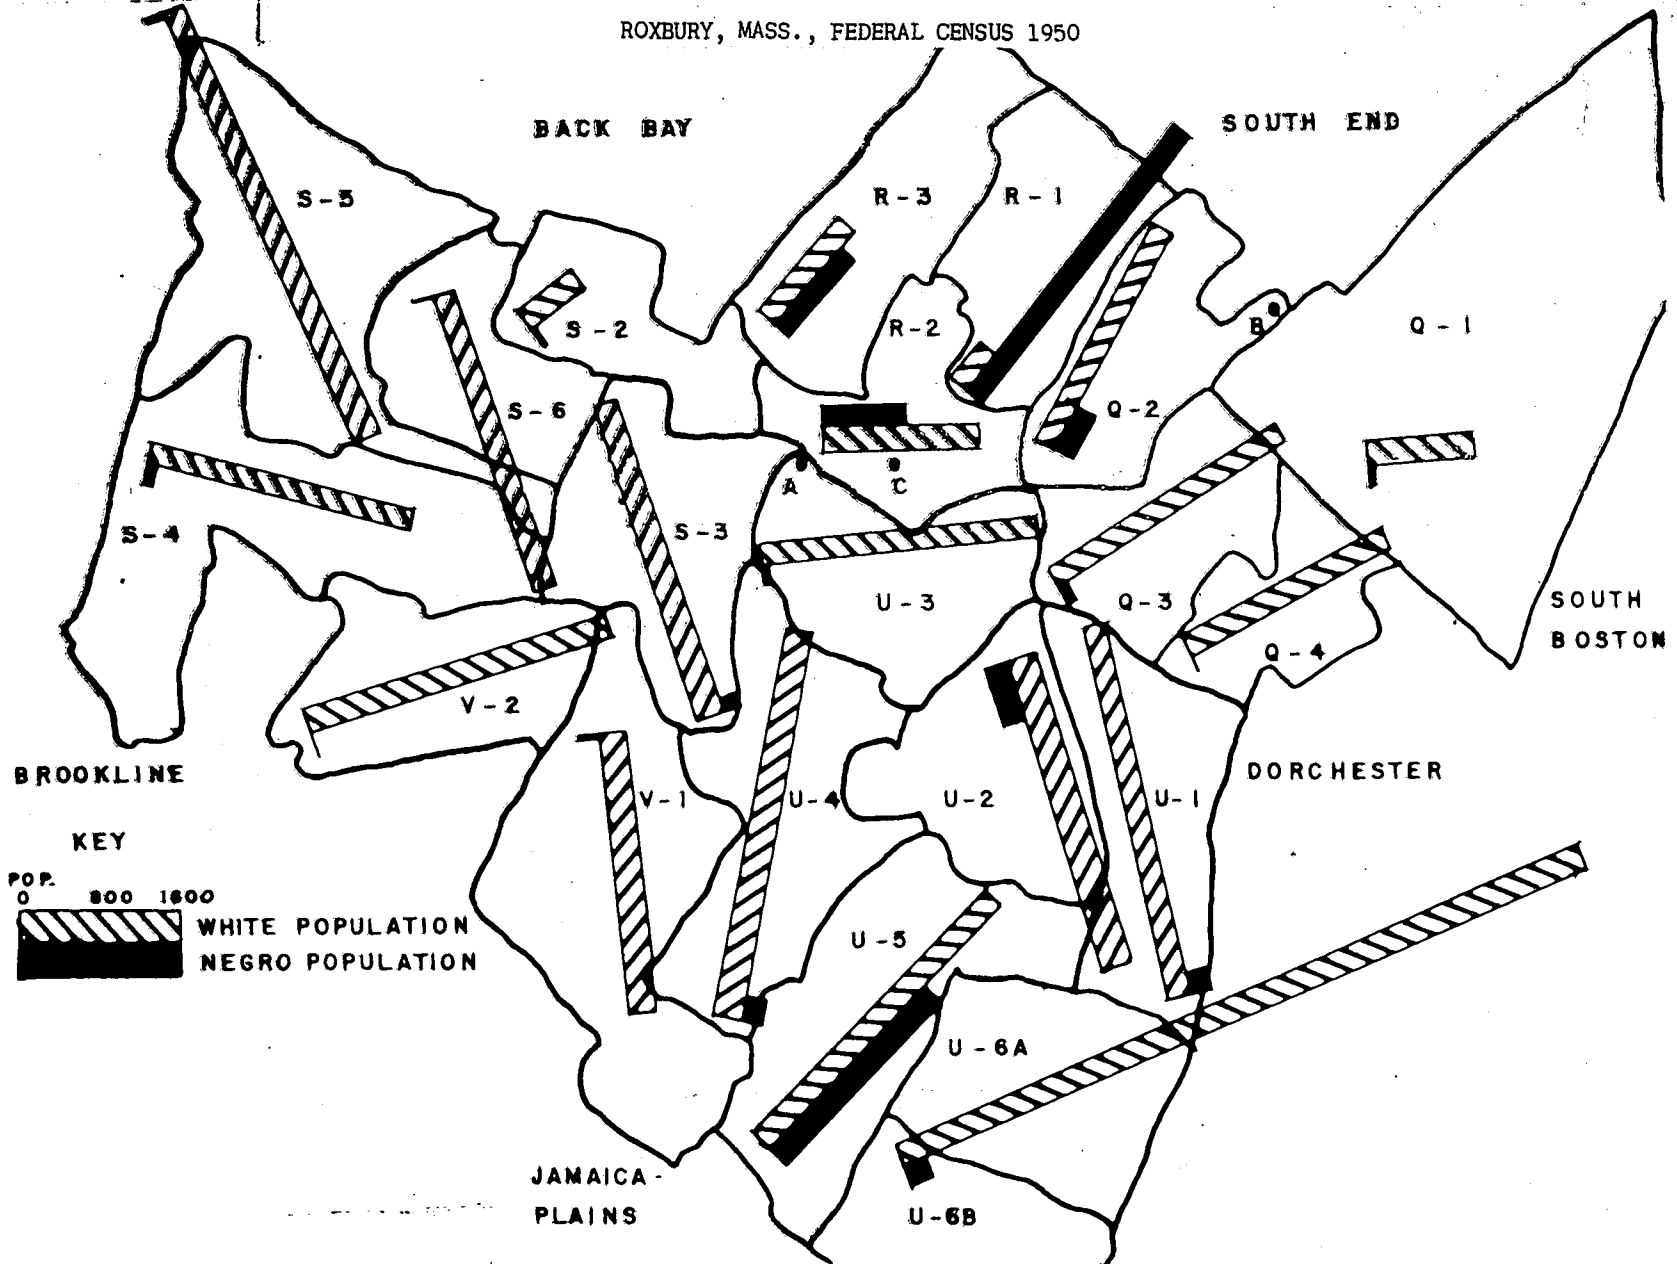 ROXBURY, MASS., FEDERAL CENSUS 1950
BACK BAY
SOUTH END
S-5
R-3
R-1
S-2
R-2
B
Q-1
S-6
Q-2
A
C
S-4
S-3
U-3
Q-3
SOUTH
BOSTON
Q-4
V-2
BROOKLINE
DORCHESTER
V-1
U-4
U-2
U-1
KEY
POP.
0 800 1600
WHITE POPULATION
NEGRO POPULATION
U-5
U-6A
JAMAICA-
PLAINS
U-6B